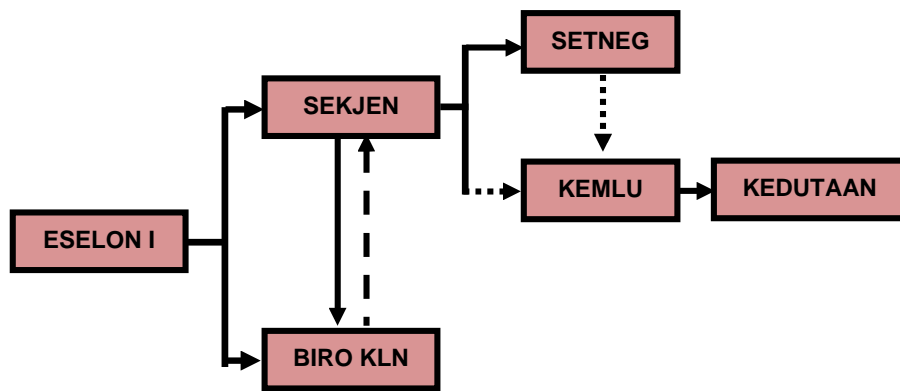 SETNEG
SEKJEN
KEMLU
KEDUTAAN
ESELON I
BIRO KLN